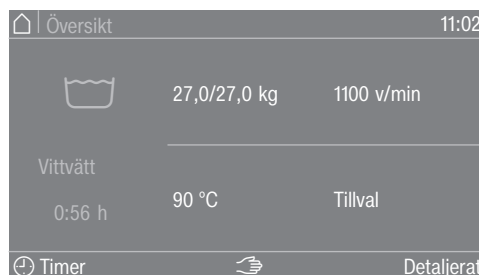 Översikt 11:02
27,0/27,0 kg 1100 v/min
Vittvätt
90 °C Tillval
0:56 h
Timer Detaljerat